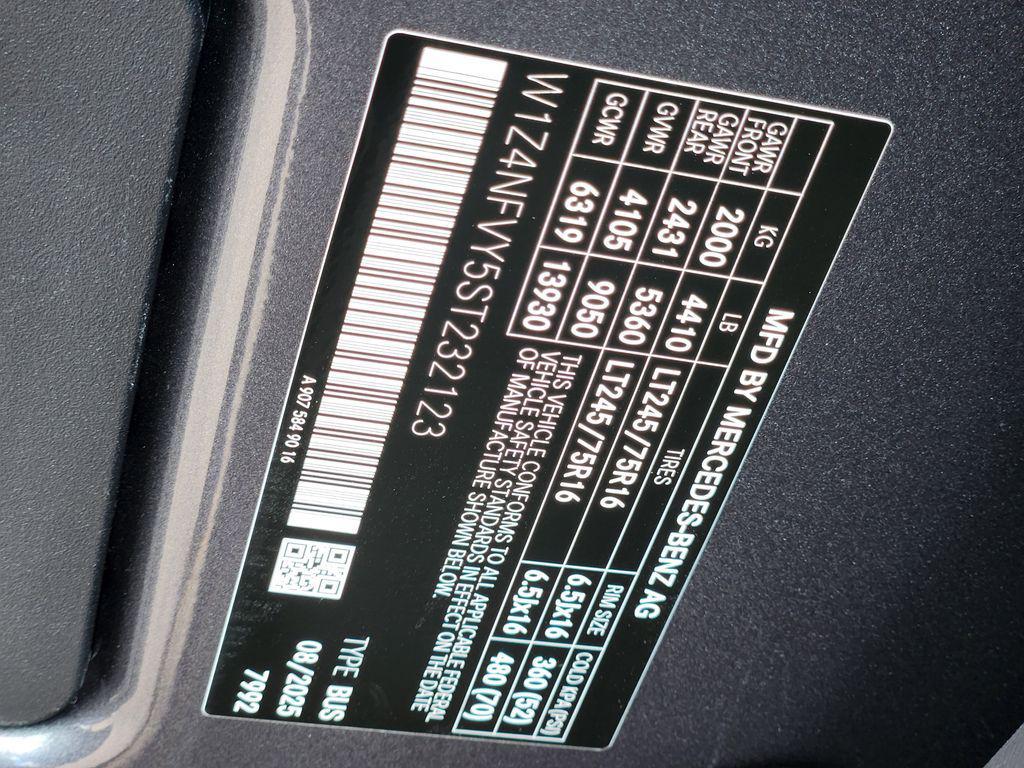 MFD BY MERCEDES-BENZ AG
KG LB TIRES RIM SIZE COLD KPA(PSI)
GAWR FRONT 2000 4410 LT245/75R16 6.5Jx16 360 (52)
GAWR REAR 2431 5360 LT245/75R16 6.5Jx16 480 (70)
GVWR 4105 9050
GCWR 6319 13930
THIS VEHICLE CONFORMS TO ALL APPLICABLE FEDERAL
VEHICLE SAFETY STANDARDS IN EFFECT ON THE DATE
OF MANUFACTURE SHOWN BELOW.
W1Z4NFVY5ST232123
TYPE BUS
08/2025
7992
A 907 584 90 16